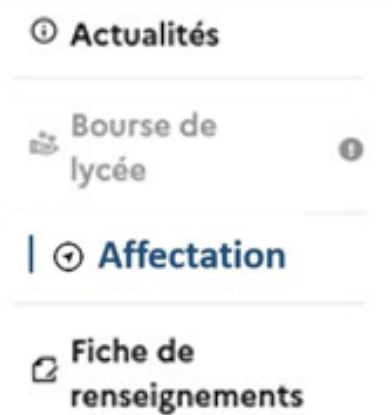 Actualités
Bourse de
lycée
Affectation
Fiche de
renseignements